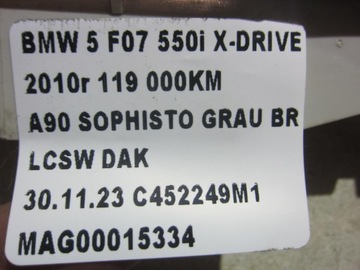 BMW 5 F07 550i X-DRIVE
2010r 119 000KM
A90 SOPHISTO GRAU BR
LCSW DAK
30.11.23 C452249M1
MAG00015334